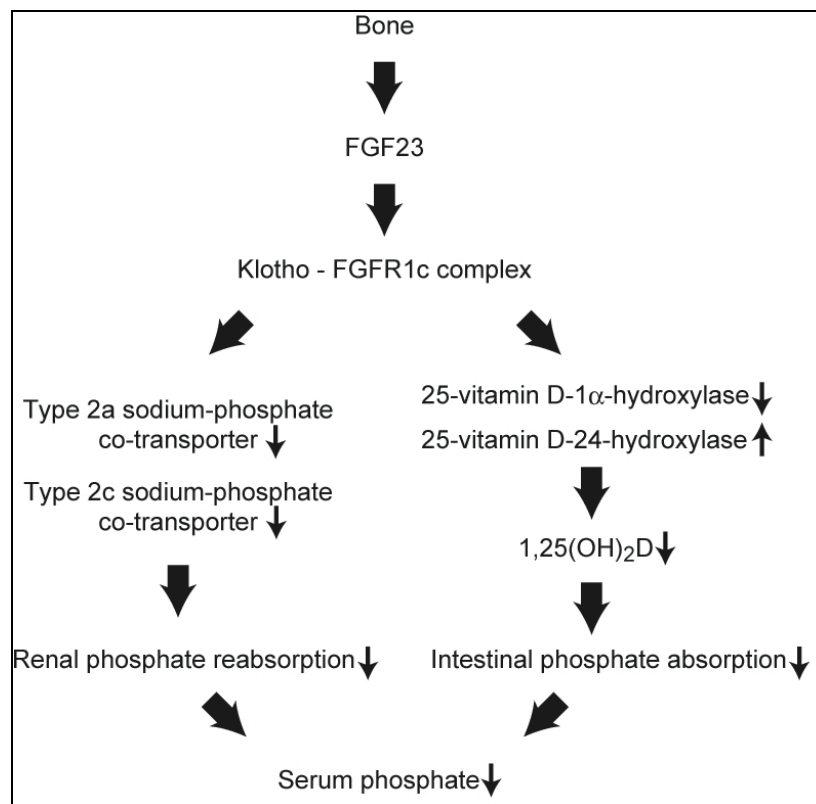 Bone
FGF23
Klotho - FGFR1c complex
Type 2a sodium-phosphate
co-transporter ↓
Type 2c sodium-phosphate
co-transporter ↓
Renal phosphate reabsorption ↓
25-vitamin D-1α-hydroxylase ↓
25-vitamin D-24-hydroxylase ↑
1,25(OH)₂D ↓
Intestinal phosphate absorption ↓
Serum phosphate ↓